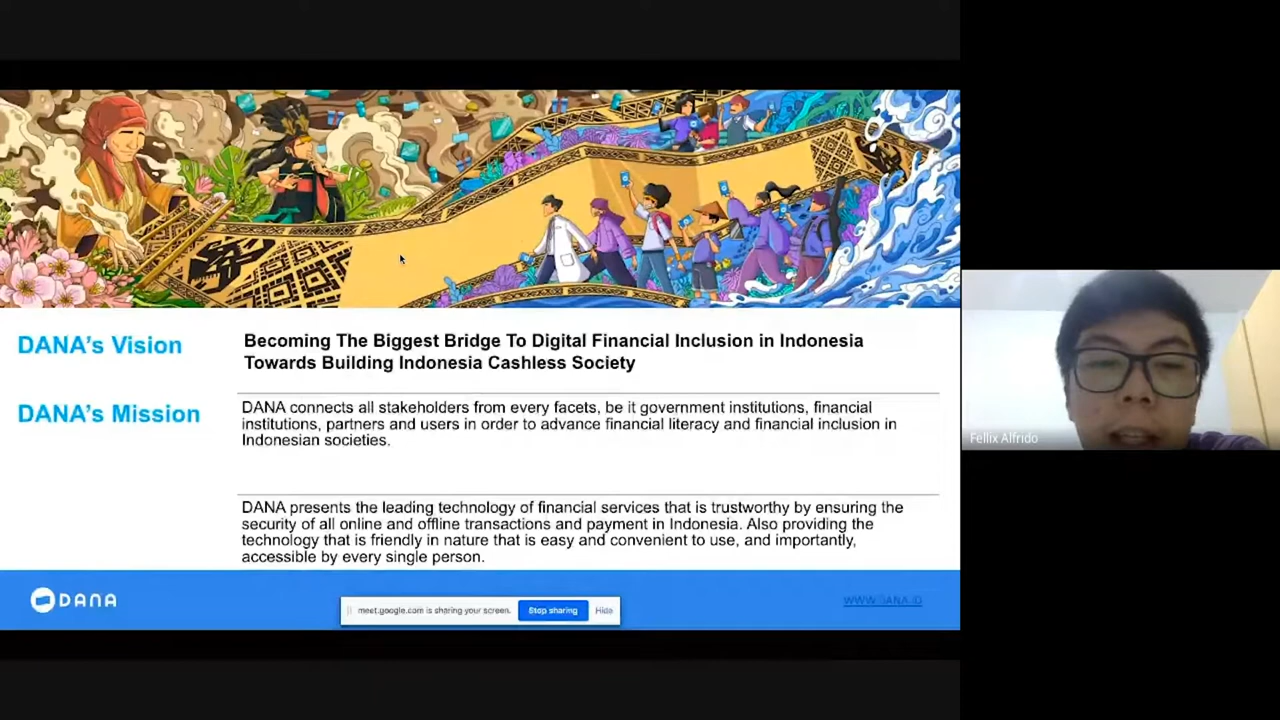 DANA's Vision
Becoming The Biggest Bridge To Digital Financial Inclusion in Indonesia
Towards Building Indonesia Cashless Society
DANA's Mission
DANA connects all stakeholders from every facets, be it government institutions, financial
institutions, partners and users in order to advance financial literacy and financial inclusion in
Indonesian societies.
DANA presents the leading technology of financial services that is trustworthy by ensuring the
security of all online and offline transactions and payment in Indonesia. Also providing the
technology that is friendly in nature that is easy and convenient to use, and importantly,
accessible by every single person.
DANA
meet.google.com is sharing your screen.
Stop sharing
Hide
WWW.DANA.ID
Fellix Alfrido